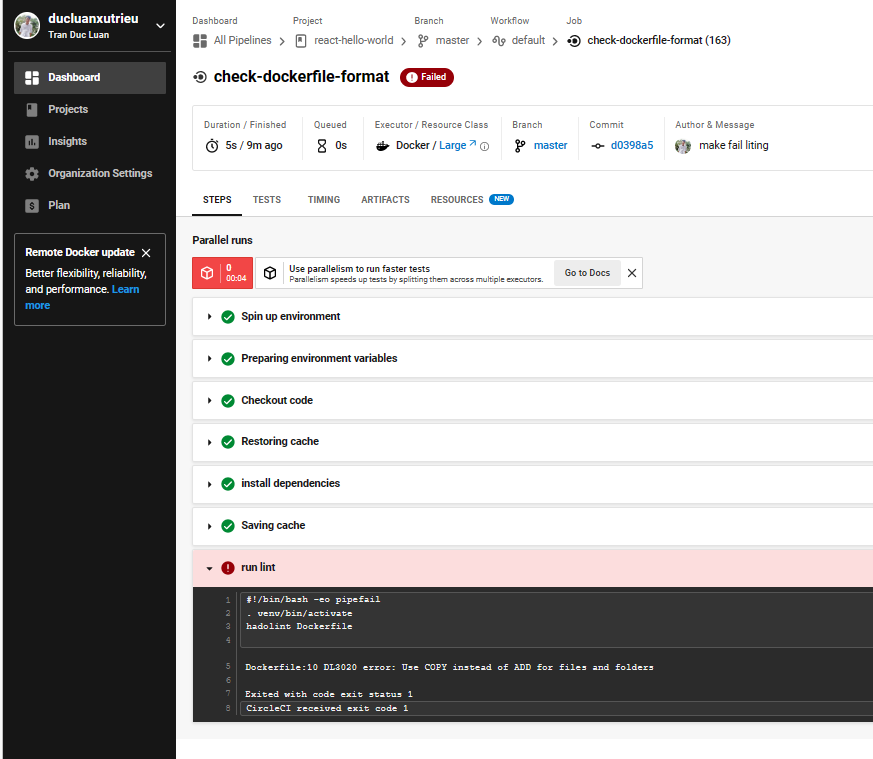 ducluanxutrieu
Tran Duc Luan
Dashboard
Projects
Insights
Organization Settings
Plan
Remote Docker update
Better flexibility, reliability,
and performance. Learn
more
Dashboard Project Branch Workflow Job
All Pipelines react-hello-world master default check-dockerfile-format (163)
check-dockerfile-format Failed
Duration / Finished Queued Executor / Resource Class Branch Commit Author & Message
5s / 9m ago 0s Docker / Large master d0398a5 make fail liting
STEPS TESTS TIMING ARTIFACTS RESOURCES NEW
Parallel runs
0
00:04
Use parallelism to run faster tests
Parallelism speeds up tests by splitting them across multiple executors.
Go to Docs
Spin up environment
Preparing environment variables
Checkout code
Restoring cache
install dependencies
Saving cache
run lint
1 #!/bin/bash -eo pipefail
2 . venv/bin/activate
3 hadolint Dockerfile
4
5 Dockerfile:10 DL3020 error: Use COPY instead of ADD for files and folders
6
7 Exited with code exit status 1
8 CircleCI received exit code 1